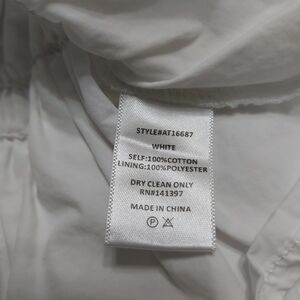 STYLE#AT16687
WHITE
SELF:100%COTTON
LINING:100%POLYESTER
DRY CLEAN ONLY
RN#141397
MADE IN CHINA
P